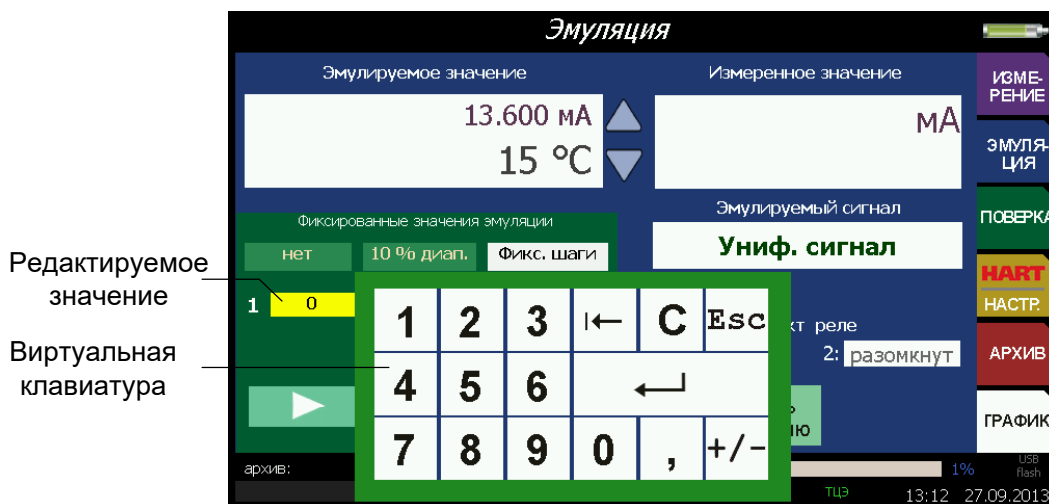 Эмуляция
Эмулируемое значение
13.600 мА
15 °C
Измеренное значение
мА
Эмулируемый сигнал
Униф. сигнал
Фиксированные значения эмуляции
нет 10 % диап. Фикс. шаги
1 0
Редактируемое
значение
Виртуальная
клавиатура
1 2 3 C Esc
4 5 6
7 8 9 0 , +/-
кт реле
2: разомкнут
ю
ИЗМЕ-
РЕНИЕ
ЭМУЛЯ-
ЦИЯ
ПОВЕРКА
HART
НАСТР.
АРХИВ
ГРАФИК
архив:
1%
USB
flash
ТЦЭ 13:12 27.09.2013